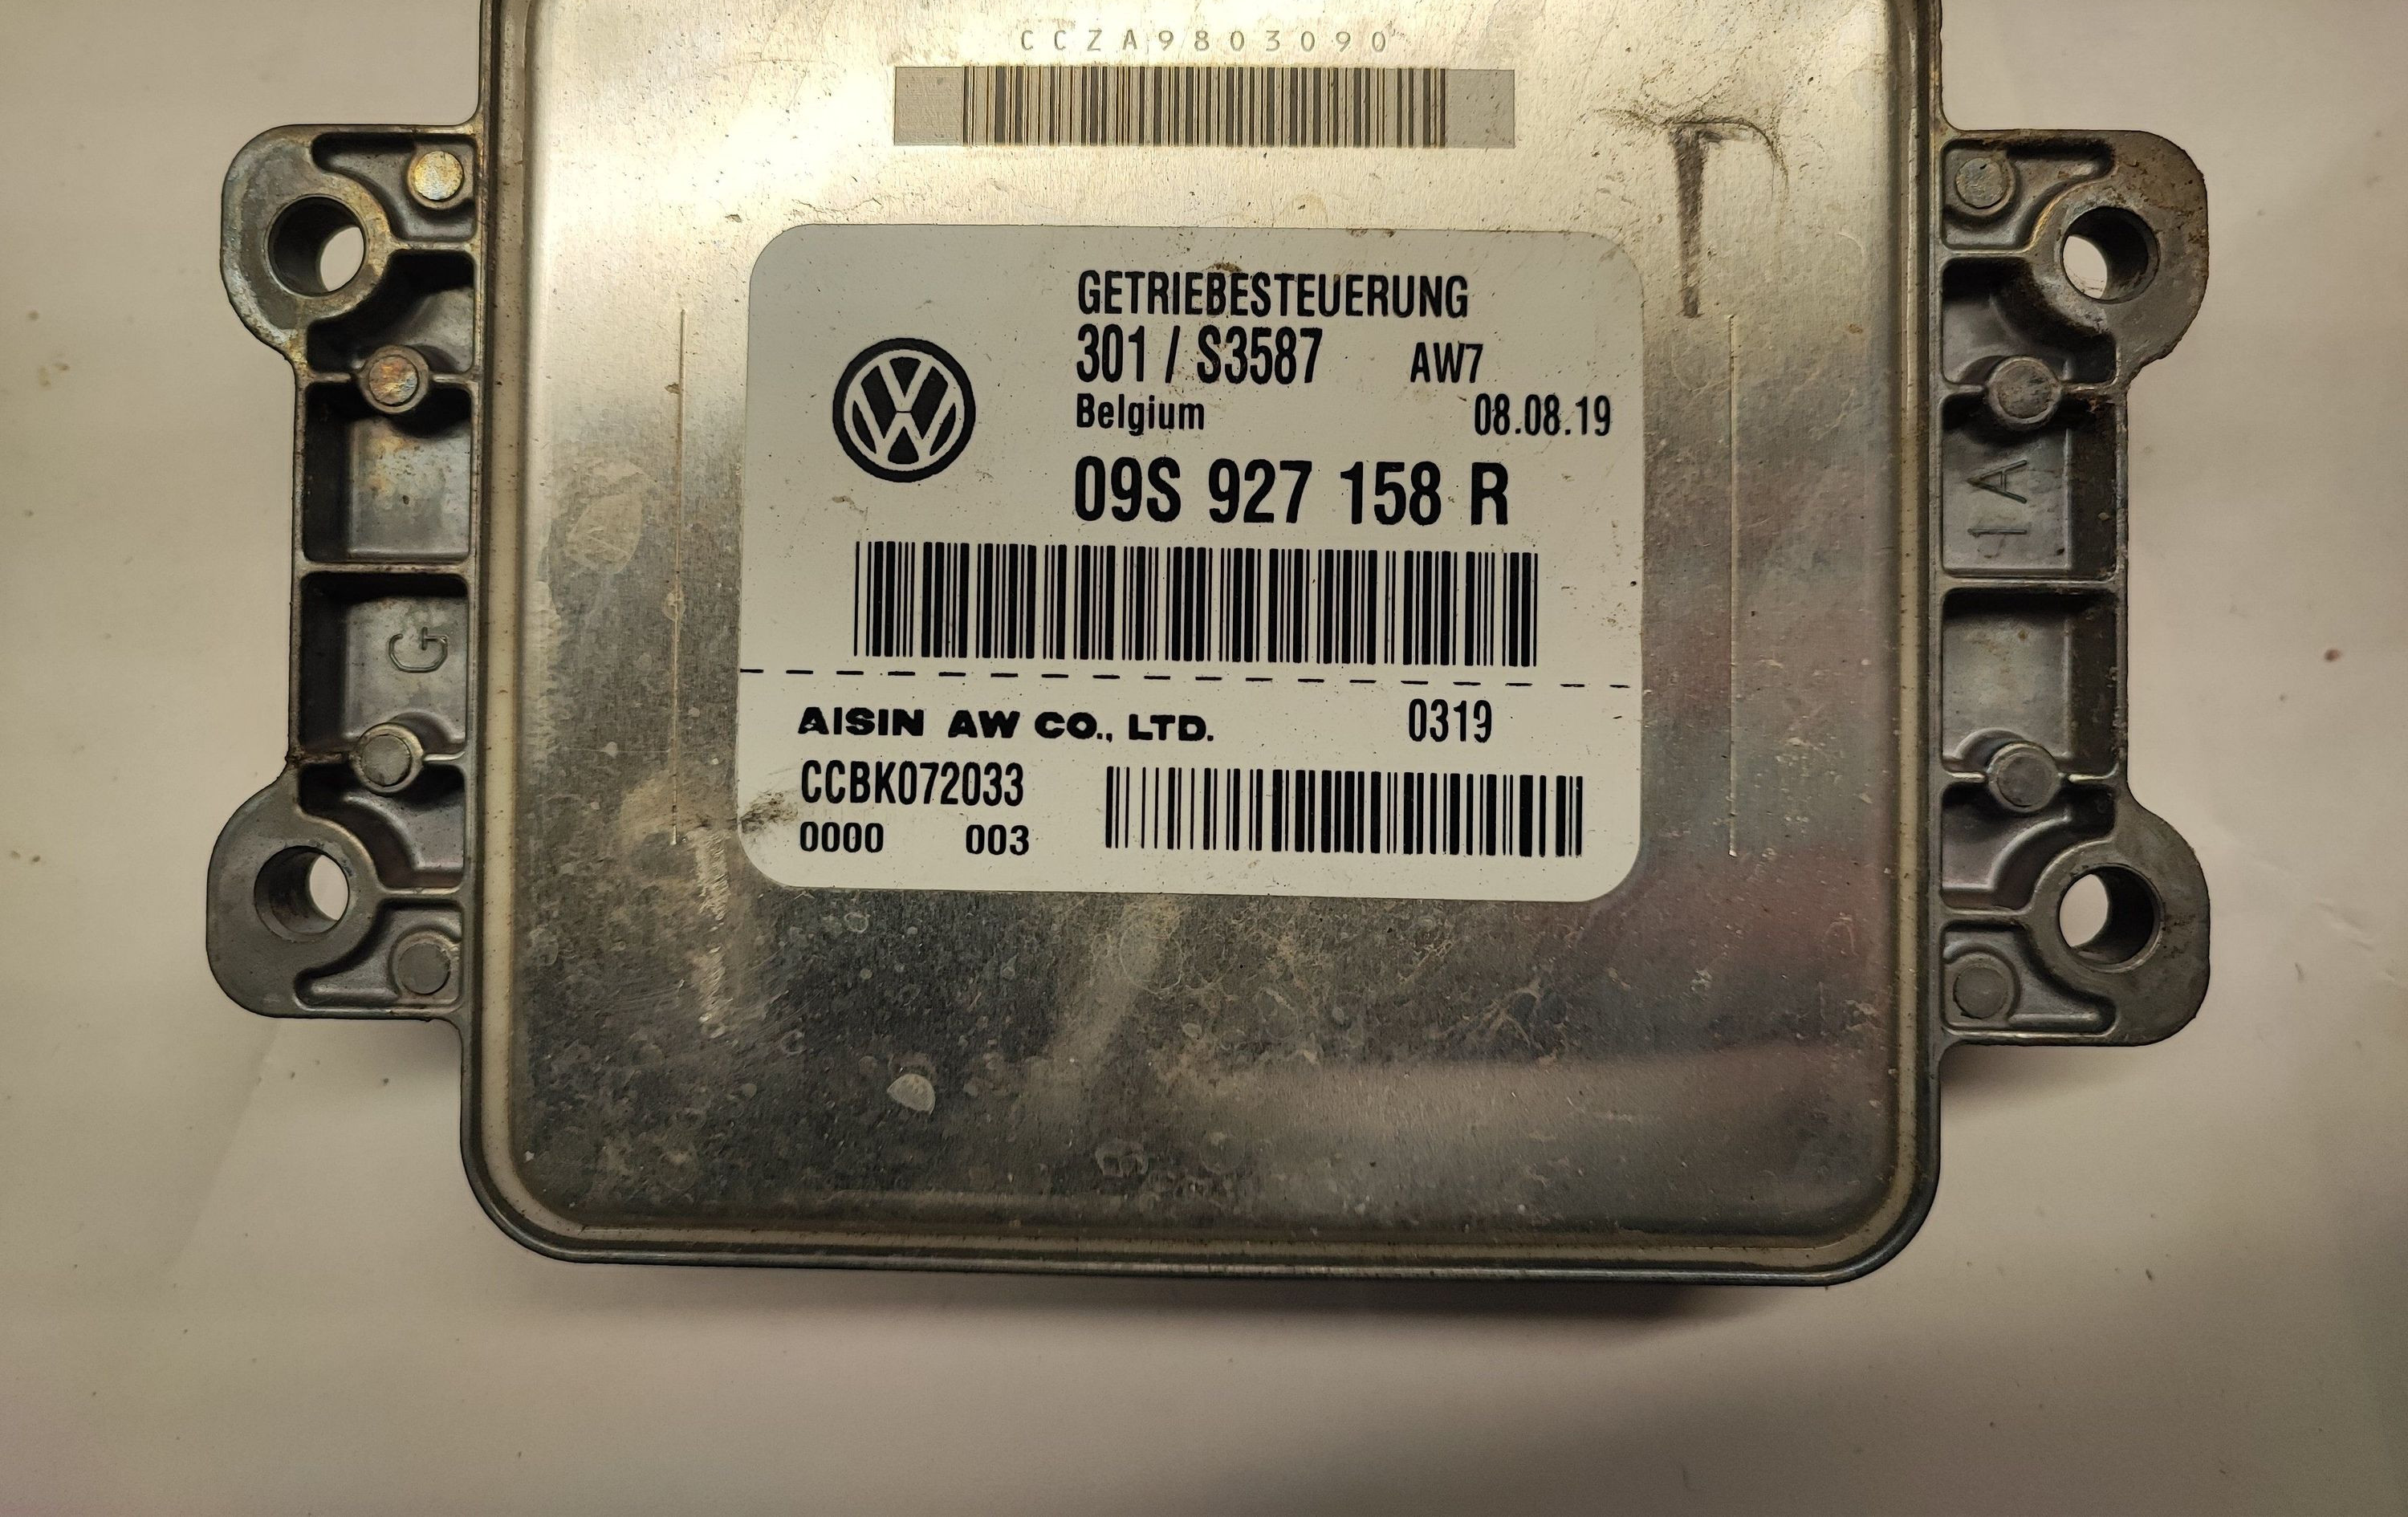 CCZA9803090
GETRIEBESTEUERUNG
301 / S3587 AW7
Belgium 08.08.19
09S 927 158 R
AISIN AW CO., LTD. 0319
CCBK072033
0000 003
G
1A